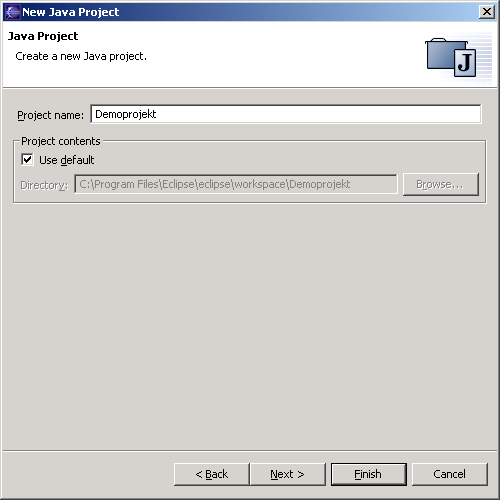 New Java Project
Java Project
Create a new Java project.
J
Project name: Demoprojekt
Project contents
Use default
Directory: C:\Program Files\Eclipse\eclipse\workspace\Demoprojekt Browse...
< Back Next > Finish Cancel